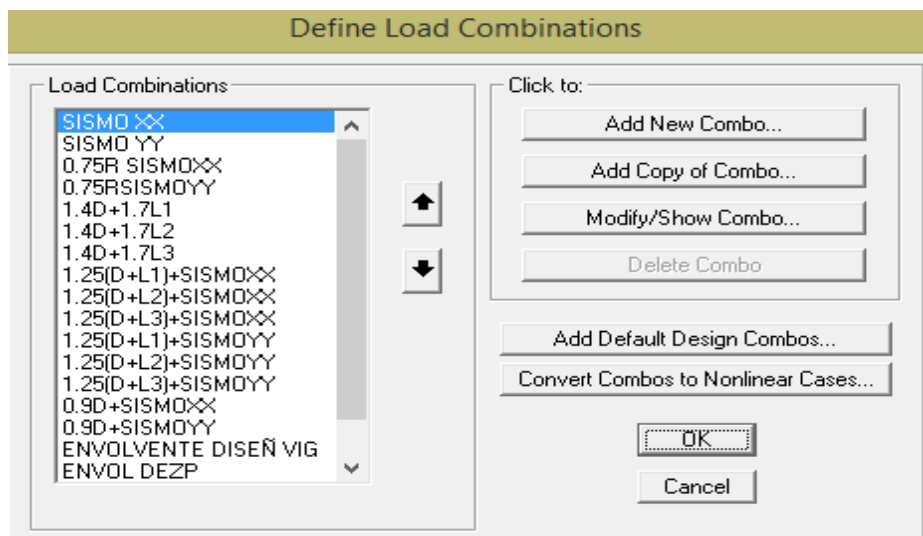 Define Load Combinations
Load Combinations
SISMO XX
SISMO YY
0.75R SISMOXX
0.75RSISMOYY
1.4D+1.7L1
1.4D+1.7L2
1.4D+1.7L3
1.25(D+L1)+SISMOXX
1.25(D+L2)+SISMOXX
1.25(D+L3)+SISMOXX
1.25(D+L1)+SISMOYY
1.25(D+L2)+SISMOYY
1.25(D+L3)+SISMOYY
0.9D+SISMOXX
0.9D+SISMOYY
ENVOLVENTE DISEÑ VIG
ENVOL DEZP
Click to:
Add New Combo...
Add Copy of Combo...
Modify/Show Combo...
Delete Combo
Add Default Design Combos...
Convert Combos to Nonlinear Cases...
OK
Cancel